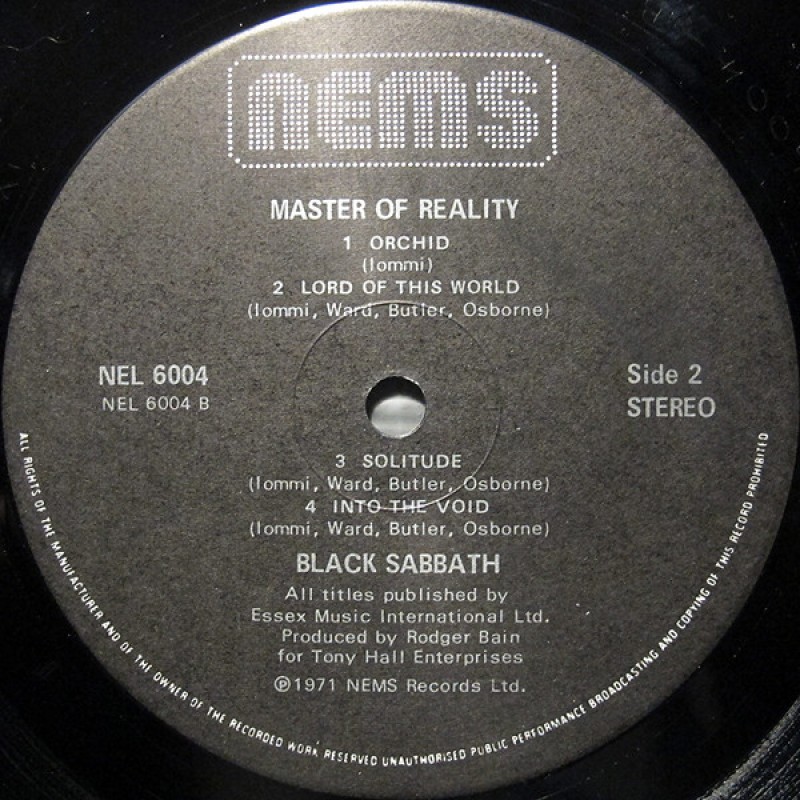 nems
MASTER OF REALITY
1 ORCHID
(Iommi)
2 LORD OF THIS WORLD
(Iommi, Ward, Butler, Osborne)
NEL 6004
NEL 6004 B
Side 2
STEREO
3 SOLITUDE
(Iommi, Ward, Butler, Osborne)
4 INTO THE VOID
(Iommi, Ward, Butler, Osborne)
BLACK SABBATH
All titles published by
Essex Music International Ltd.
Produced by Rodger Bain
for Tony Hall Enterprises
℗1971 NEMS Records Ltd.
ALL RIGHTS OF THE MANUFACTURER AND OF THE OWNER OF THE RECORDED WORK RESERVED UNAUTHORISED PUBLIC PERFORMANCE BROADCASTING AND COPYING OF THIS RECORD PROHIBITED